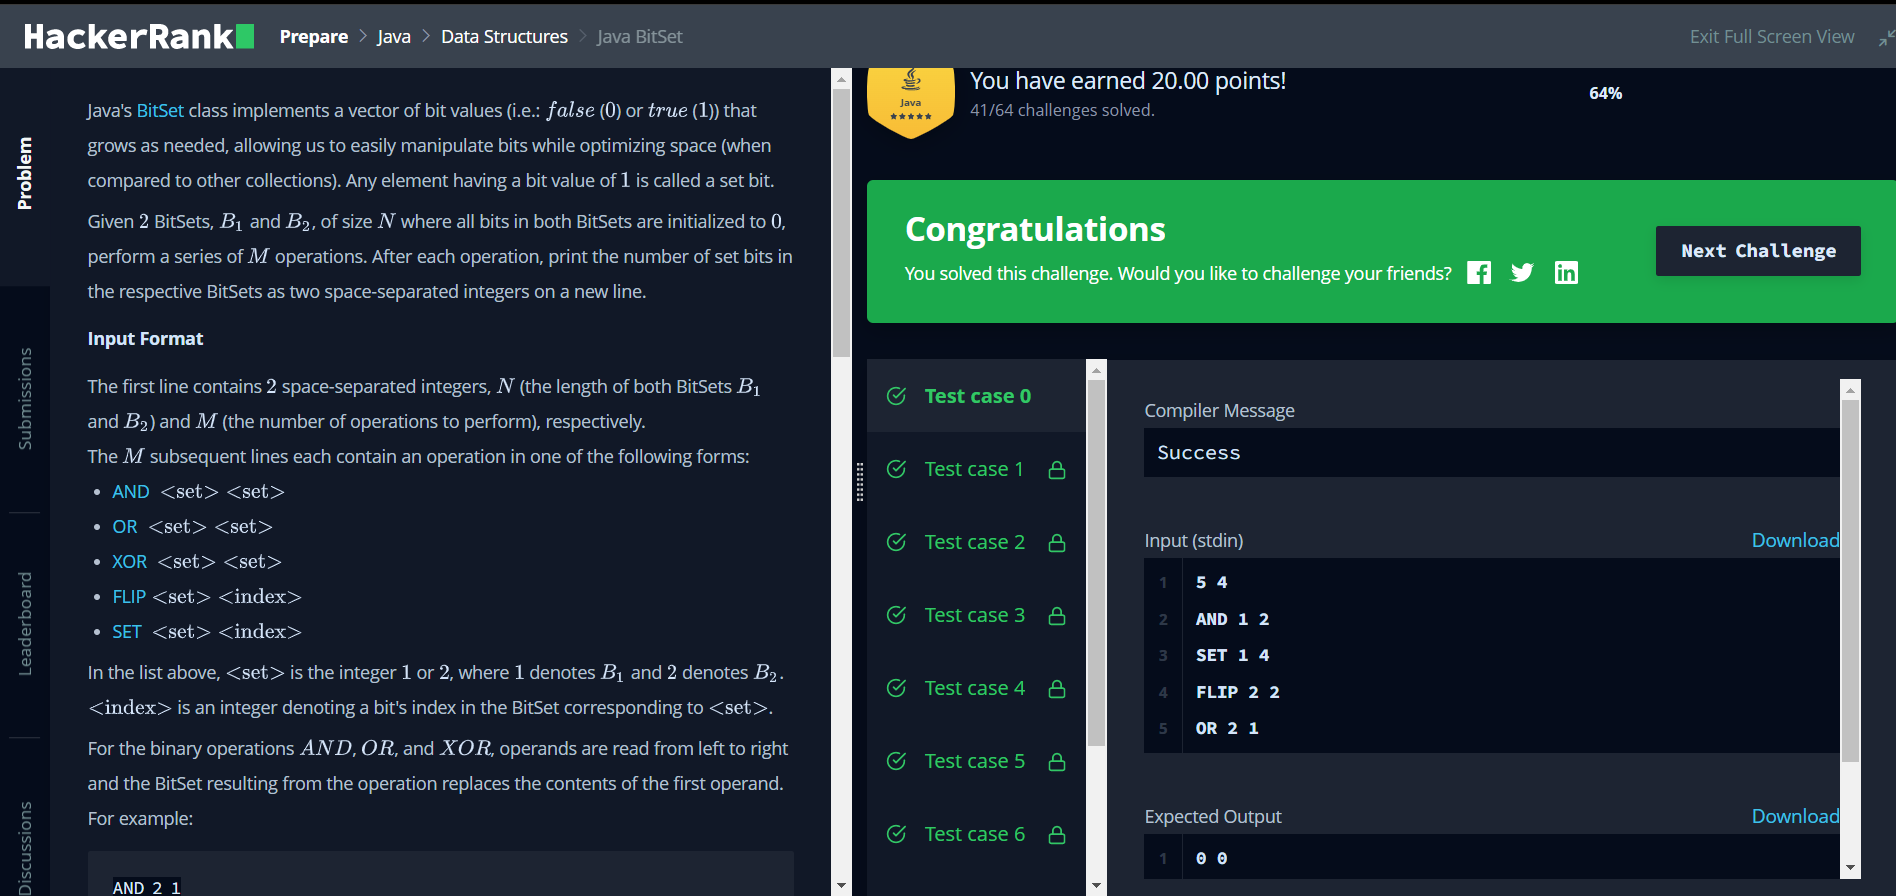 HackerRank
Prepare > Java > Data Structures > Java BitSet
Exit Full Screen View
Problem
Submissions
Leaderboard
Discussions
Java's BitSet class implements a vector of bit values (i.e.: false (0) or true (1)) that
grows as needed, allowing us to easily manipulate bits while optimizing space (when
compared to other collections). Any element having a bit value of 1 is called a set bit.
Given 2 BitSets, B₁ and B₂, of size N where all bits in both BitSets are initialized to 0,
perform a series of M operations. After each operation, print the number of set bits in
the respective BitSets as two space-separated integers on a new line.
Input Format
The first line contains 2 space-separated integers, N (the length of both BitSets B₁
and B₂) and M (the number of operations to perform), respectively.
The M subsequent lines each contain an operation in one of the following forms:
• AND <set> <set>
• OR <set> <set>
• XOR <set> <set>
• FLIP <set> <index>
• SET <set> <index>
In the list above, <set> is the integer 1 or 2, where 1 denotes B₁ and 2 denotes B₂.
<index> is an integer denoting a bit's index in the BitSet corresponding to <set>.
For the binary operations AND, OR, and XOR, operands are read from left to right
and the BitSet resulting from the operation replaces the contents of the first operand.
For example:
AND 2 1
Java
You have earned 20.00 points!
41/64 challenges solved.
64%
Congratulations
You solved this challenge. Would you like to challenge your friends?
Next Challenge
Test case 0
Test case 1
Test case 2
Test case 3
Test case 4
Test case 5
Test case 6
Compiler Message
Success
Input (stdin)
Download
1 5 4
2 AND 1 2
3 SET 1 4
4 FLIP 2 2
5 OR 2 1
Expected Output
Download
1 0 0